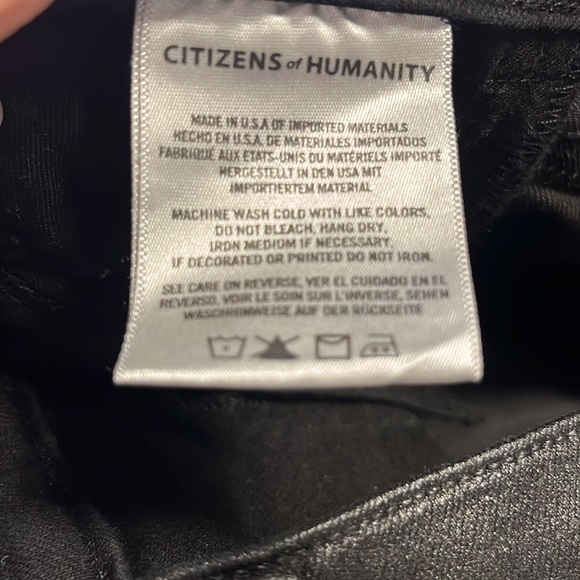 CITIZENS of HUMANITY
MADE IN U.S.A OF IMPORTED MATERIALS
HECHO EN U.S.A. DE MATERIALES IMPORTADOS
FABRIQUÉ AUX ETATS-UNIS DU MATÉRIELS IMPORTÉ
HERGESTELLT IN DEN USA MIT
IMPORTIERTEM MATERIAL
MACHINE WASH COLD WITH LIKE COLORS,
DO NOT BLEACH, HANG DRY,
IRON MEDIUM IF NECESSARY.
IF DECORATED OR PRINTED DO NOT IRON.
SEE CARE ON REVERSE, VER EL CUIDADO EN EL
REVERSO, VOIR LE SOIN SUR L'INVERSE, SEHEN
WASCHHINWEISE AUF DER RÜCKSEITE